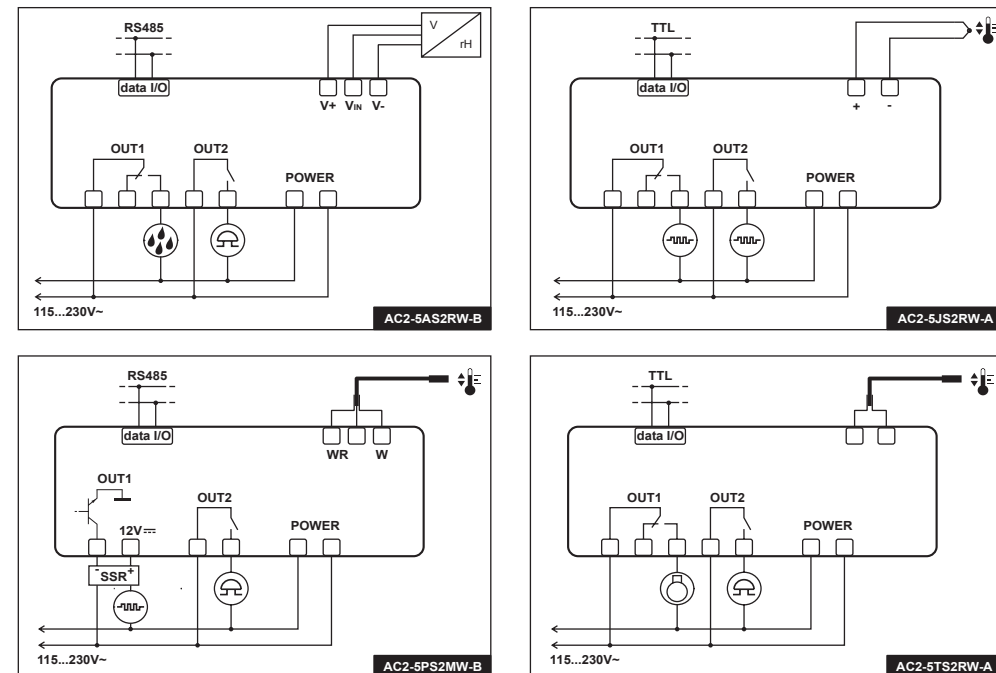 RS485
V
rH
data I/O
V+ VIN V-
OUT1 OUT2
POWER
115...230V~
AC2-5AS2RW-B
TTL
data I/O
+ -
OUT1 OUT2
POWER
115...230V~
AC2-5JS2RW-A
RS485
data I/O
WR W
OUT1
OUT2
12V⎓
POWER
- SSR +
115...230V~
AC2-5PS2MW-B
TTL
data I/O
OUT1 OUT2
POWER
115...230V~
AC2-5TS2RW-A